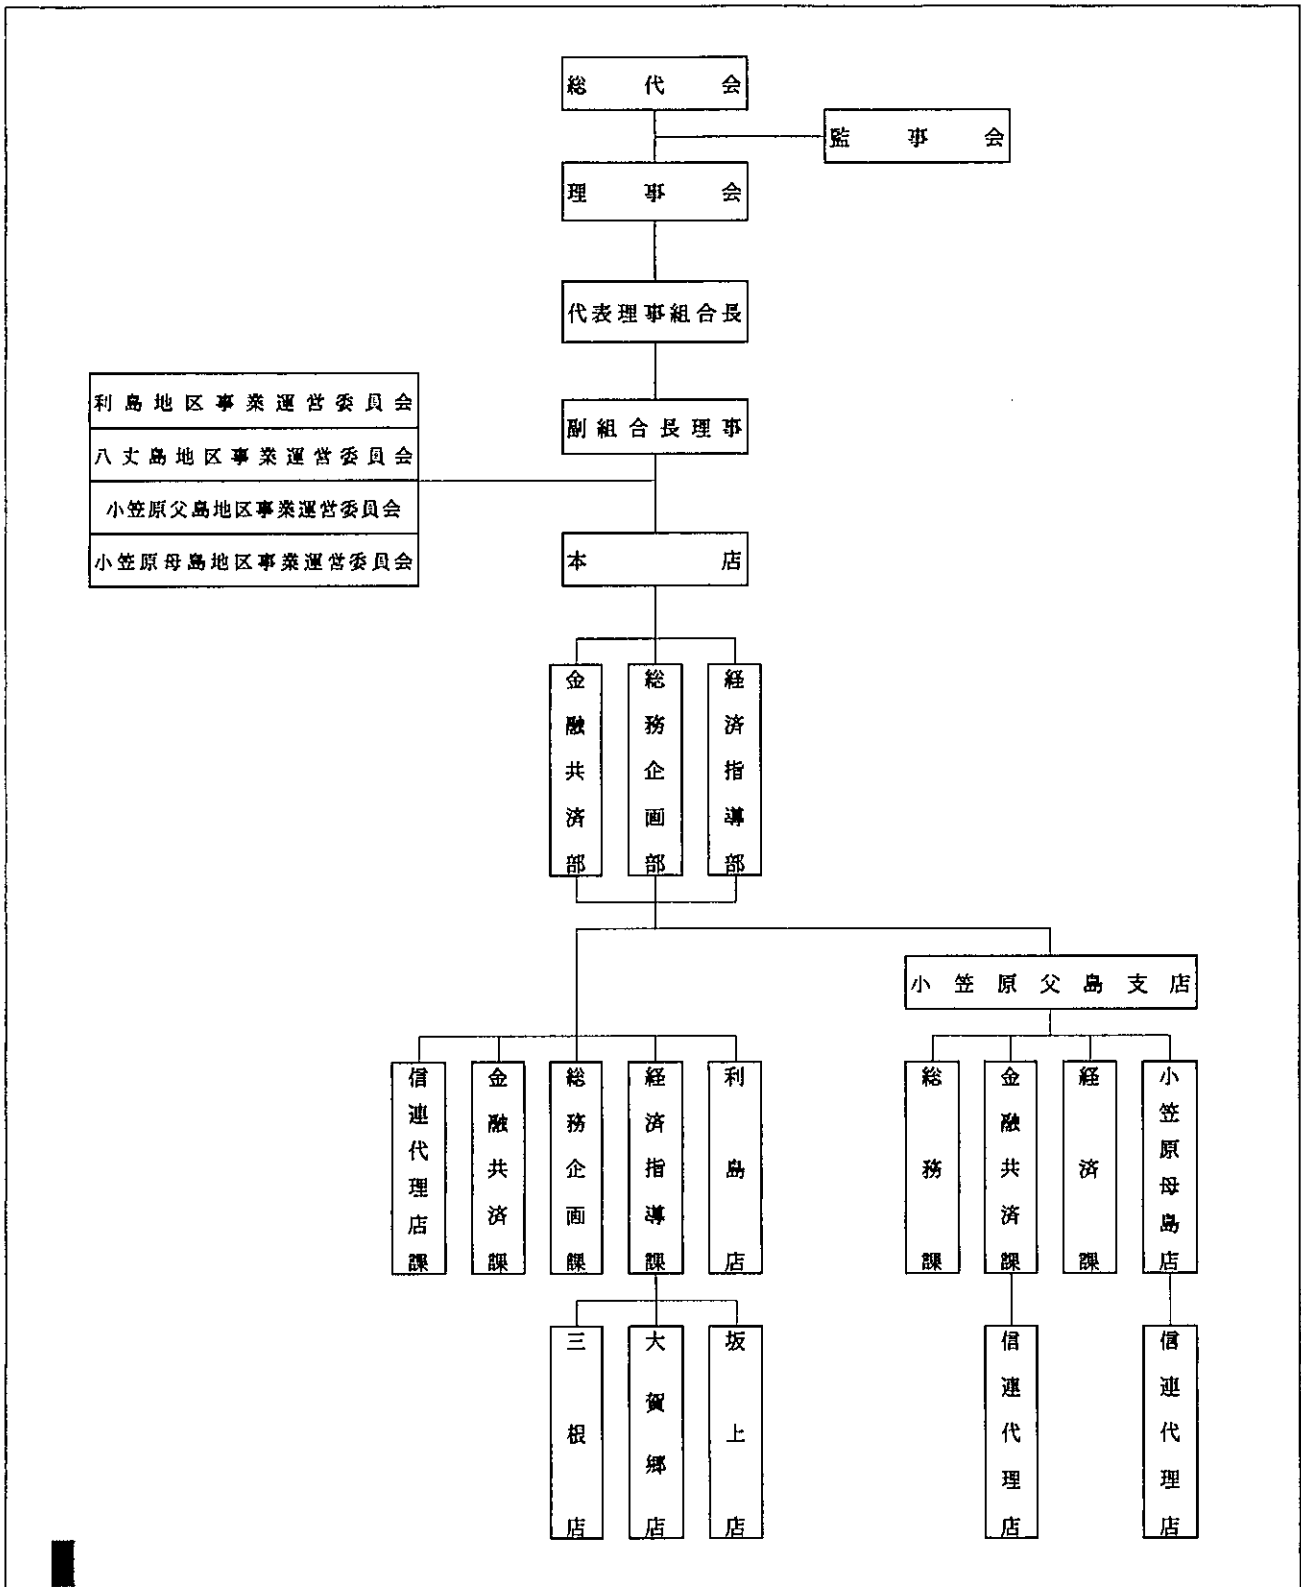 総代会
監事会
理事会
代表理事組合長
利島地区事業運営委員会
副組合長理事
八丈島地区事業運営委員会
小笠原父島地区事業運営委員会
小笠原母島地区事業運営委員会
本店
金融共済部
総務企画部
経済指導部
小笠原父島支店
信連代理店課
金融共済課
総務企画課
経済指導課
利島店
総務課
金融共済課
経済課
小笠原母島店
三根店
大賀郷店
坂上店
信連代理店
信連代理店